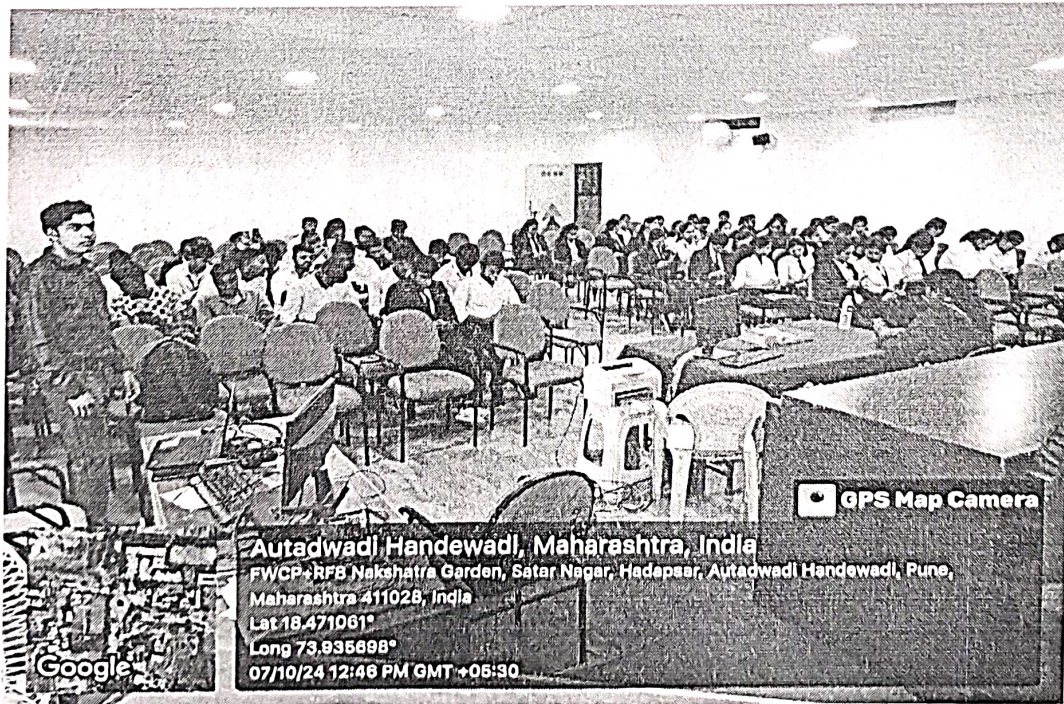 GPS Map Camera
Autadwadi Handewadi, Maharashtra, India
FWCP+RFB Nakshatra Garden, Satar Nagar, Hadapsar, Autadwadi Handewadi, Pune,
Maharashtra 411028, India
Lat 18.471061°
Long 73.935698°
07/10/24 12:46 PM GMT +05:30
Google